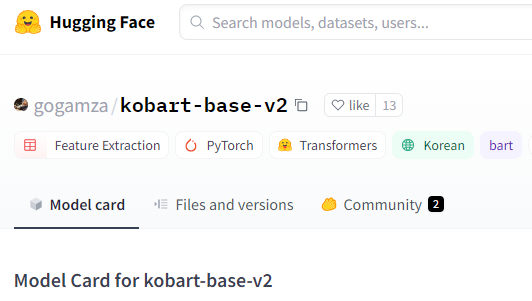 Hugging Face
Search models, datasets, users...
gogamza/kobart-base-v2
like 13
Feature Extraction PyTorch Transformers Korean bart
Model card Files and versions Community 2
Model Card for kobart-base-v2